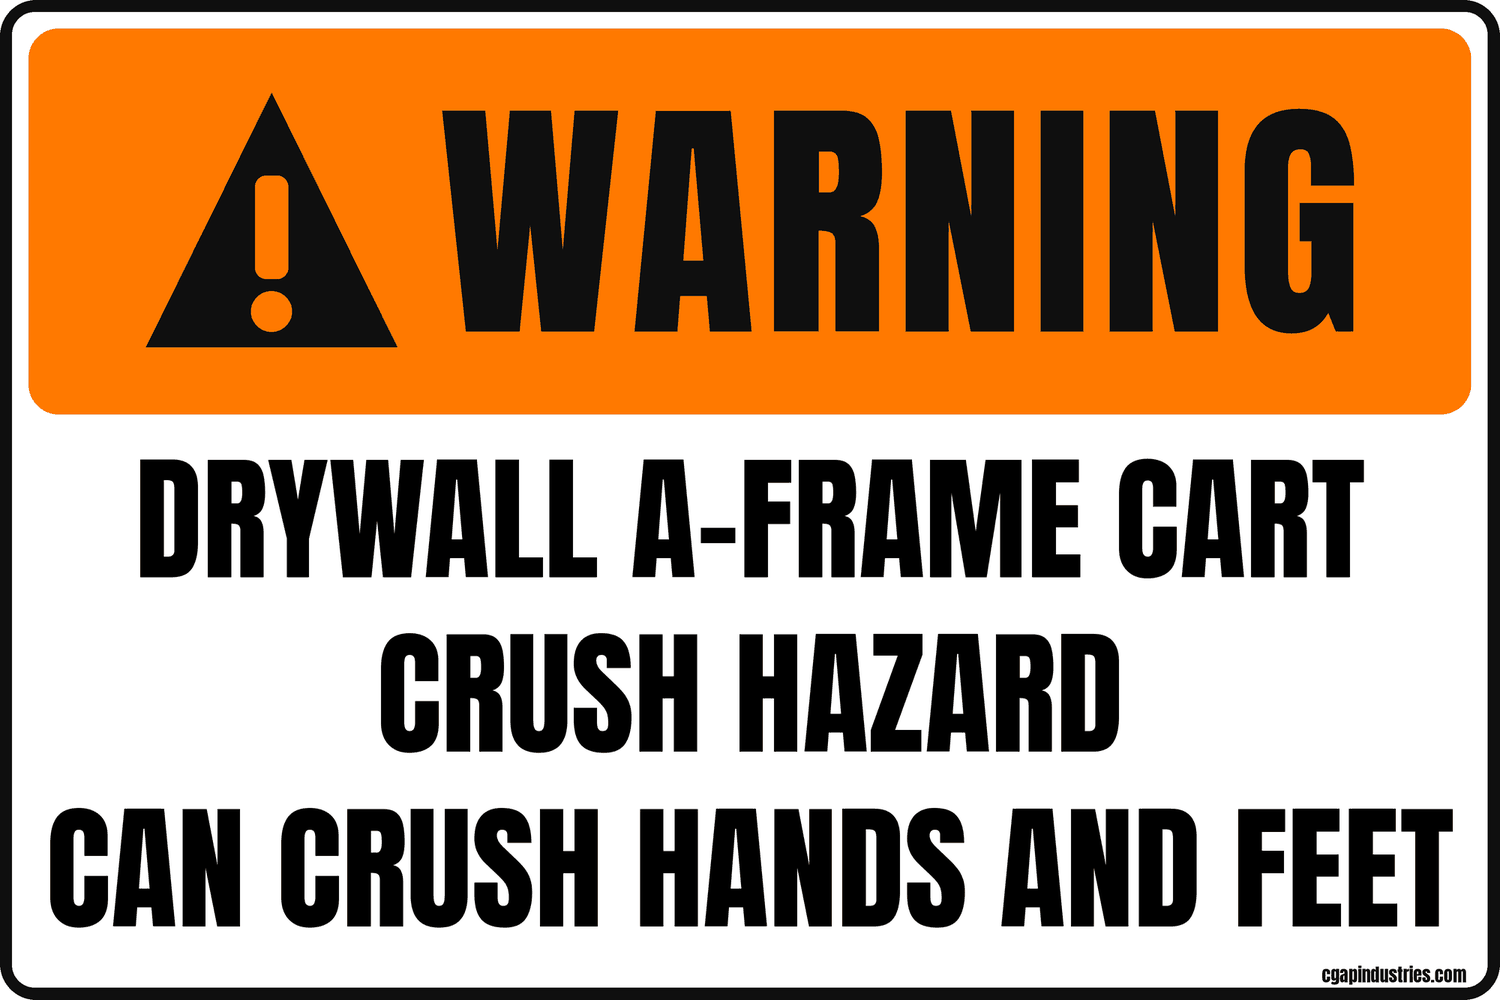 WARNING
DRYWALL A-FRAME CART
CRUSH HAZARD
CAN CRUSH HANDS AND FEET
cgapindustries.com